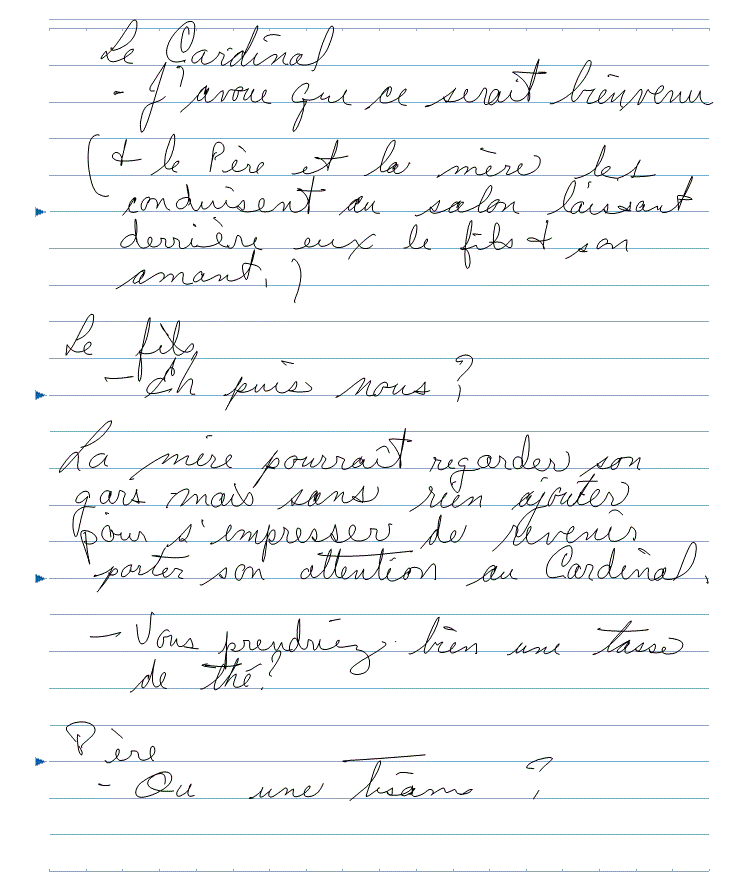 Le Cardinal
- J'avoue que ce serait bienvenu
(+ le Père et la mère les
conduisent au salon laissant
derrière eux le fils + son
amant.)
Le fils
- Eh puis nous ?
La mère pourrait regarder son
gars mais sans rien ajouter
pour s'empresser de revenir
porter son attention au Cardinal.
- Vous prendriez bien une tasse
de thé?
Père
- Ou une tisane ?